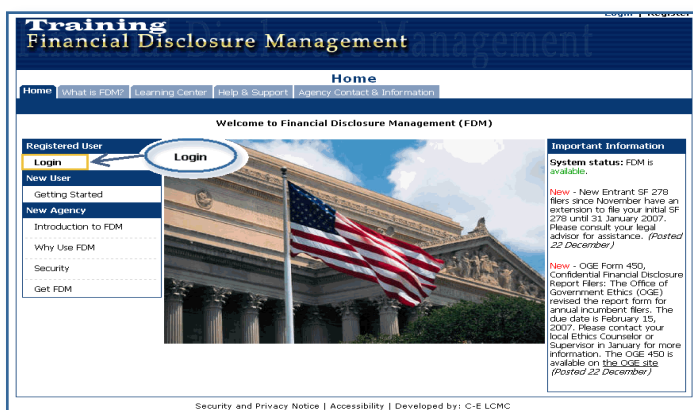 Login | Register
Training
Financial Disclosure Management
Home
Home
What is FDM?
Learning Center
Help & Support
Agency Contact & Information
Welcome to Financial Disclosure Management (FDM)
Registered User
Login
Login
New User
Getting Started
New Agency
Introduction to FDM
Why Use FDM
Security
Get FDM
Important Information
System status: FDM is
available.
New - New Entrant SF 278
filers since November have an
extension to file your initial SF
278 until 31 January 2007.
Please consult your legal
advisor for assistance. (Posted
22 December)
New - OGE Form 450,
Confidential Financial Disclosure
Report Filers: The Office of
Government Ethics (OGE)
revised the report form for
annual incumbent filers. The
due date is February 15,
2007. Please contact your
local Ethics Counselor or
Supervisor in January for more
information. The OGE 450 is
available on the OGE site
(Posted 22 December)
Security and Privacy Notice | Accessibility | Developed by: C-E LCMC